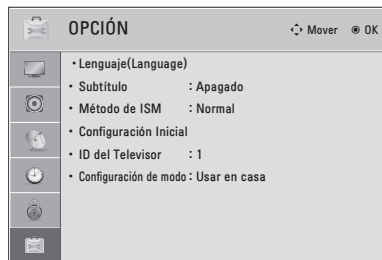 OPCIÓN
Mover
OK
• Lenguaje(Language)
• Subtítulo : Apagado
• Método de ISM : Normal
• Configuración Inicial
• ID del Televisor : 1
• Configuración de modo : Usar en casa